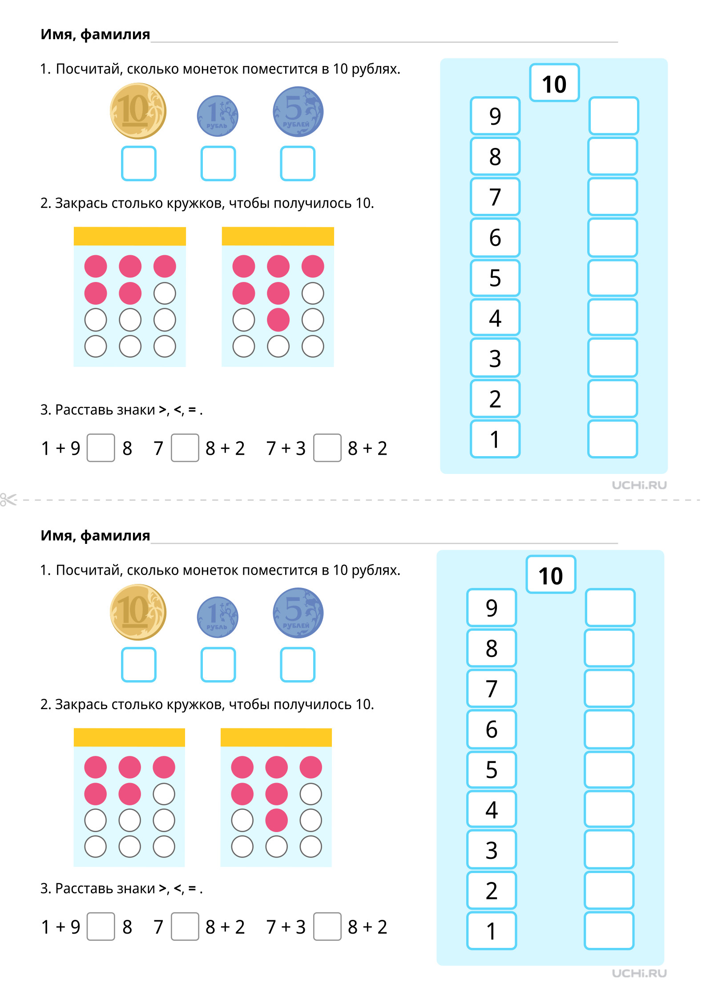 Имя, фамилия
1. Посчитай, сколько монеток поместится в 10 рублях.
10
1
РУБЛЬ
5
РУБЛЕЙ
2. Закрась столько кружков, чтобы получилось 10.
3. Расставь знаки >, <, = .
1 + 9 8 7 8 + 2 7 + 3 8 + 2
10
9
8
7
6
5
4
3
2
1
UCHi.RU
Имя, фамилия
1. Посчитай, сколько монеток поместится в 10 рублях.
10
1
РУБЛЬ
5
РУБЛЕЙ
2. Закрась столько кружков, чтобы получилось 10.
3. Расставь знаки >, <, = .
1 + 9 8 7 8 + 2 7 + 3 8 + 2
10
9
8
7
6
5
4
3
2
1
UCHi.RU